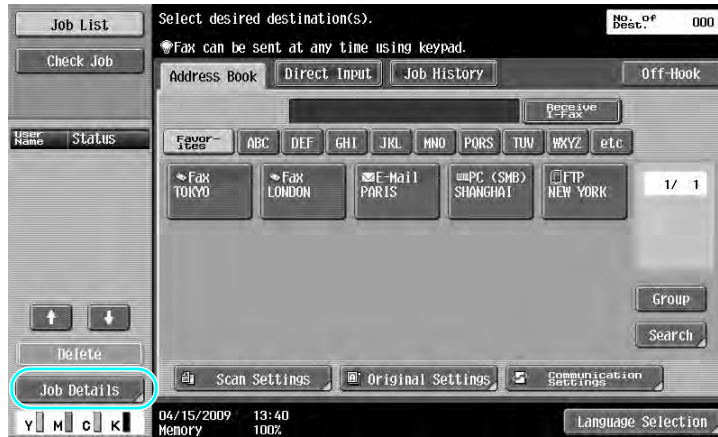 Job List
Check Job
User Name
Status
Delete
Job Details
Y M C K
Select desired destination(s).
No. of Dest. 000
Fax can be sent at any time using keypad.
Address Book
Direct Input
Job History
Off-Hook
Receive I-Fax
Favor-ites
ABC
DEF
GHI
JKL
MNO
PQRS
TUV
WXYZ
etc
Fax
TOKYO
Fax
LONDON
E-Mail
PARIS
PC (SMB)
SHANGHAI
FTP
NEW YORK
1/ 1
Group
Search
Scan Settings
Original Settings
Communication Settings
04/15/2009 13:40
Memory 100%
Language Selection